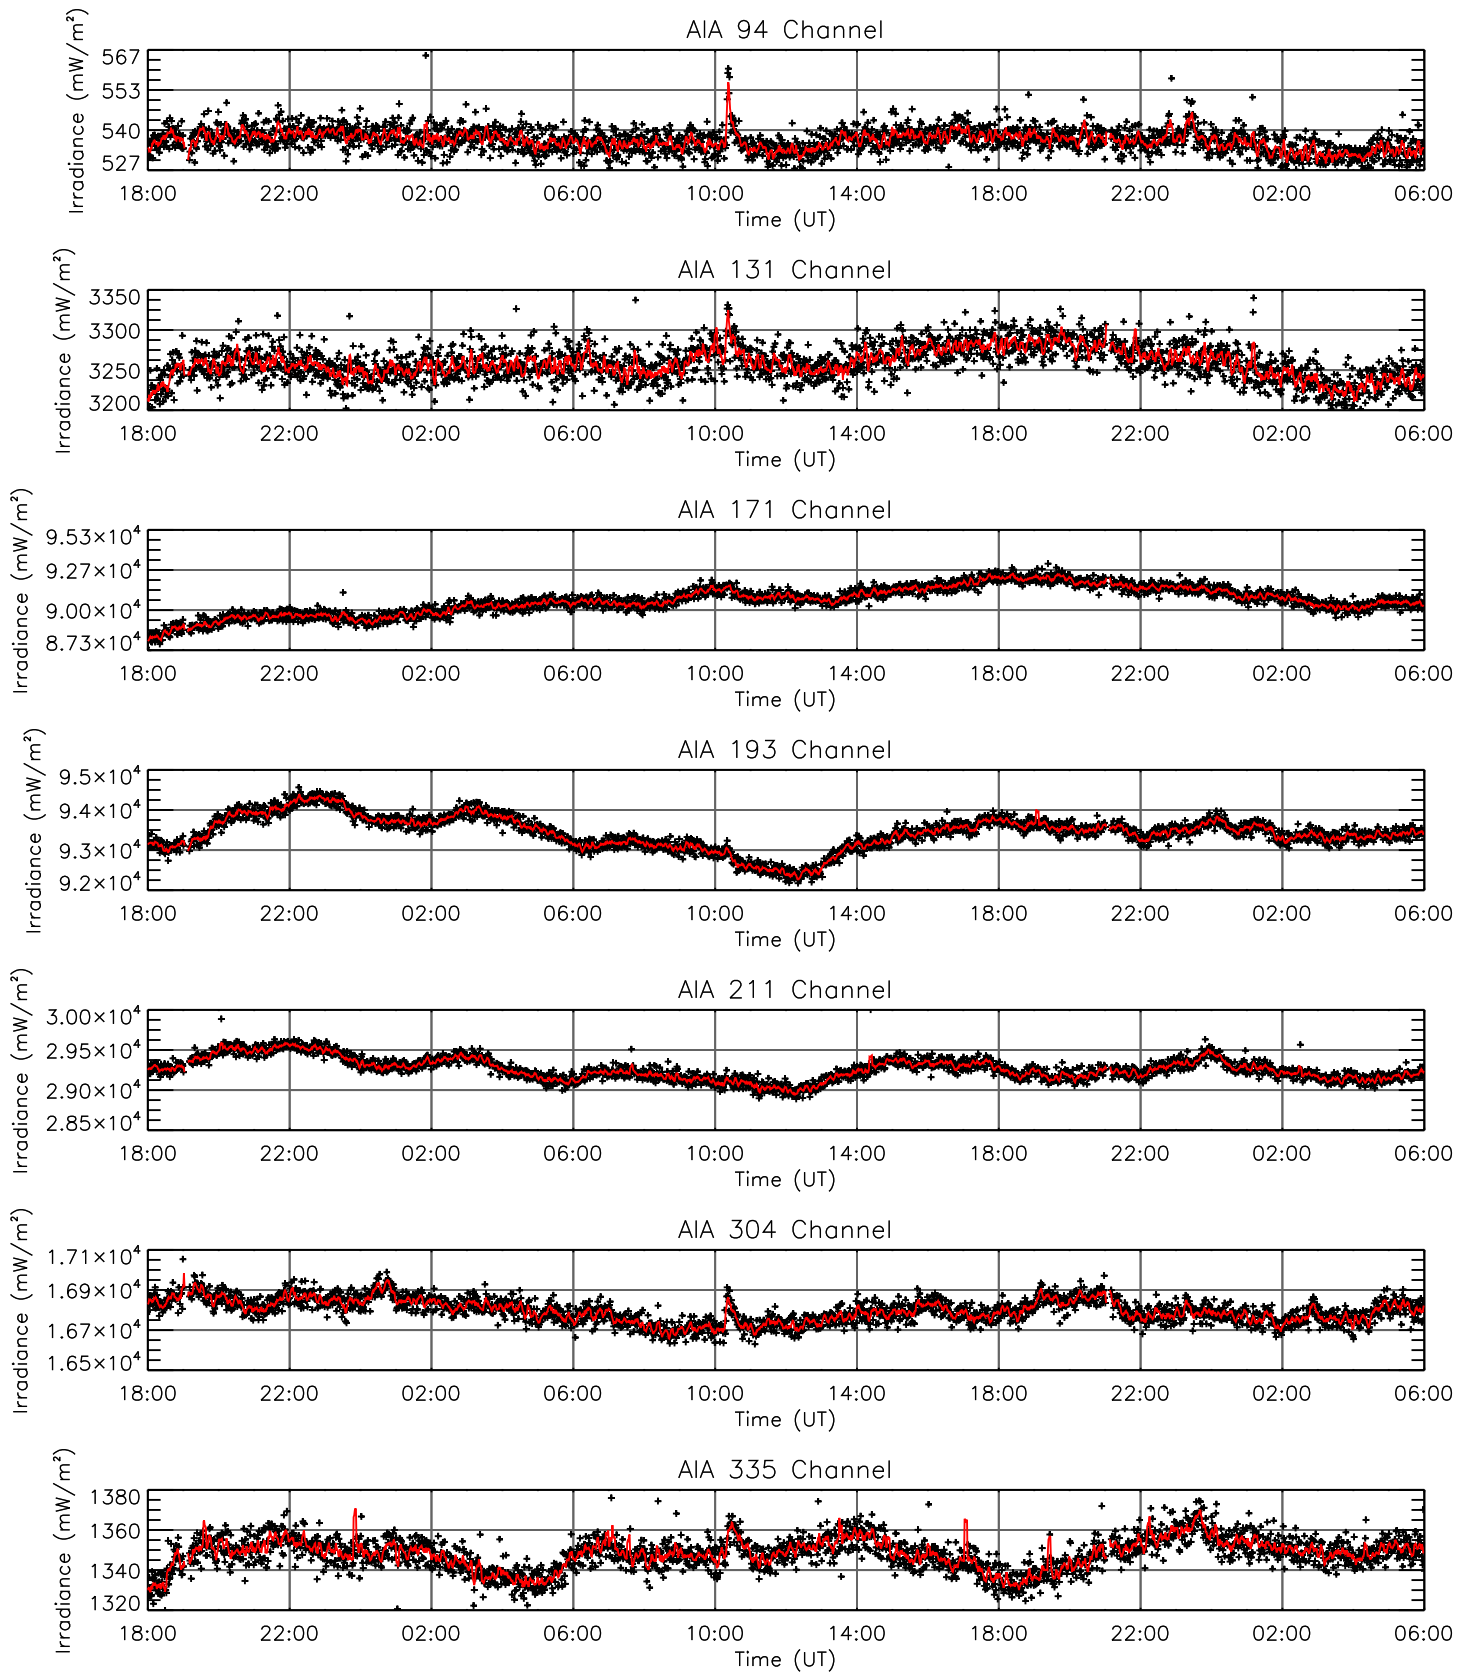 AIA 94 Channel
Irradiance (mW/m²)
567
553
540
527
18:00 22:00 02:00 06:00 10:00 14:00 18:00 22:00 02:00 06:00
Time (UT)
AIA 131 Channel
Irradiance (mW/m²)
3350
3300
3250
3200
18:00 22:00 02:00 06:00 10:00 14:00 18:00 22:00 02:00 06:00
Time (UT)
AIA 171 Channel
Irradiance (mW/m²)
9.53×10⁴
9.27×10⁴
9.00×10⁴
8.73×10⁴
18:00 22:00 02:00 06:00 10:00 14:00 18:00 22:00 02:00 06:00
Time (UT)
AIA 193 Channel
Irradiance (mW/m²)
9.5×10⁴
9.4×10⁴
9.3×10⁴
9.2×10⁴
18:00 22:00 02:00 06:00 10:00 14:00 18:00 22:00 02:00 06:00
Time (UT)
AIA 211 Channel
Irradiance (mW/m²)
3.00×10⁴
2.95×10⁴
2.90×10⁴
2.85×10⁴
18:00 22:00 02:00 06:00 10:00 14:00 18:00 22:00 02:00 06:00
Time (UT)
AIA 304 Channel
Irradiance (mW/m²)
1.71×10⁴
1.69×10⁴
1.67×10⁴
1.65×10⁴
18:00 22:00 02:00 06:00 10:00 14:00 18:00 22:00 02:00 06:00
Time (UT)
AIA 335 Channel
Irradiance (mW/m²)
1380
1360
1340
1320
18:00 22:00 02:00 06:00 10:00 14:00 18:00 22:00 02:00 06:00
Time (UT)